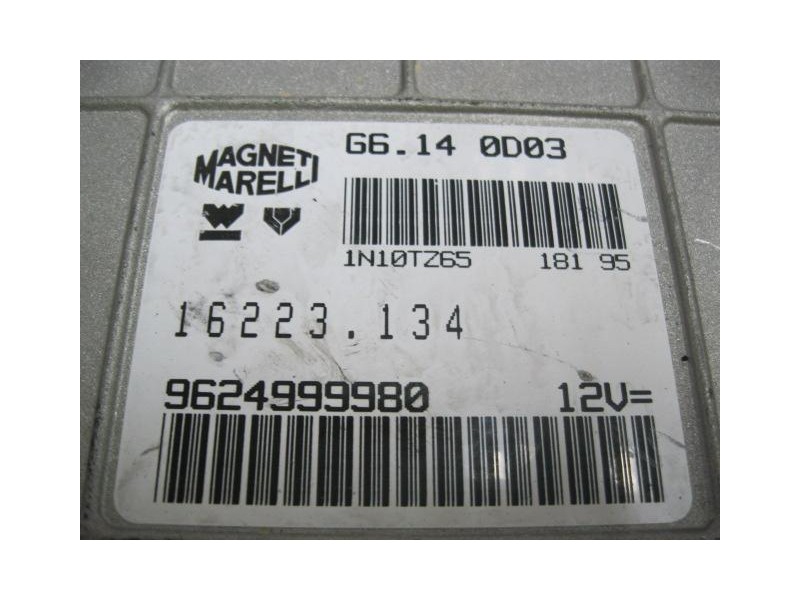 MAGNETI
MARELLI
G6.14 0D03
1N10TZ65 181 95
16223.134
9624999980 12V=